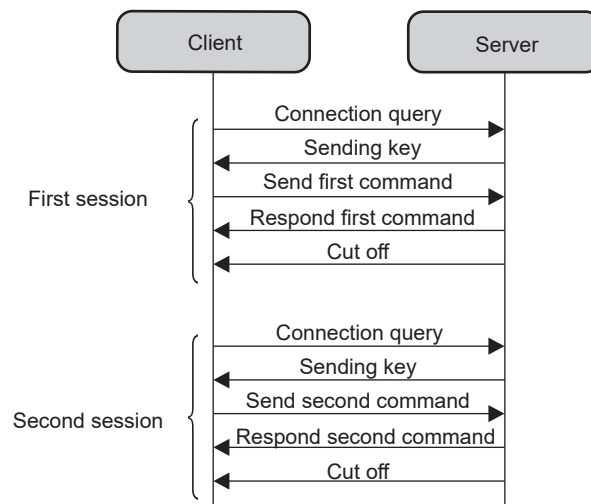 Client
Server
Connection query
Sending key
Send first command
First session
Respond first command
Cut off
Connection query
Sending key
Send second command
Second session
Respond second command
Cut off